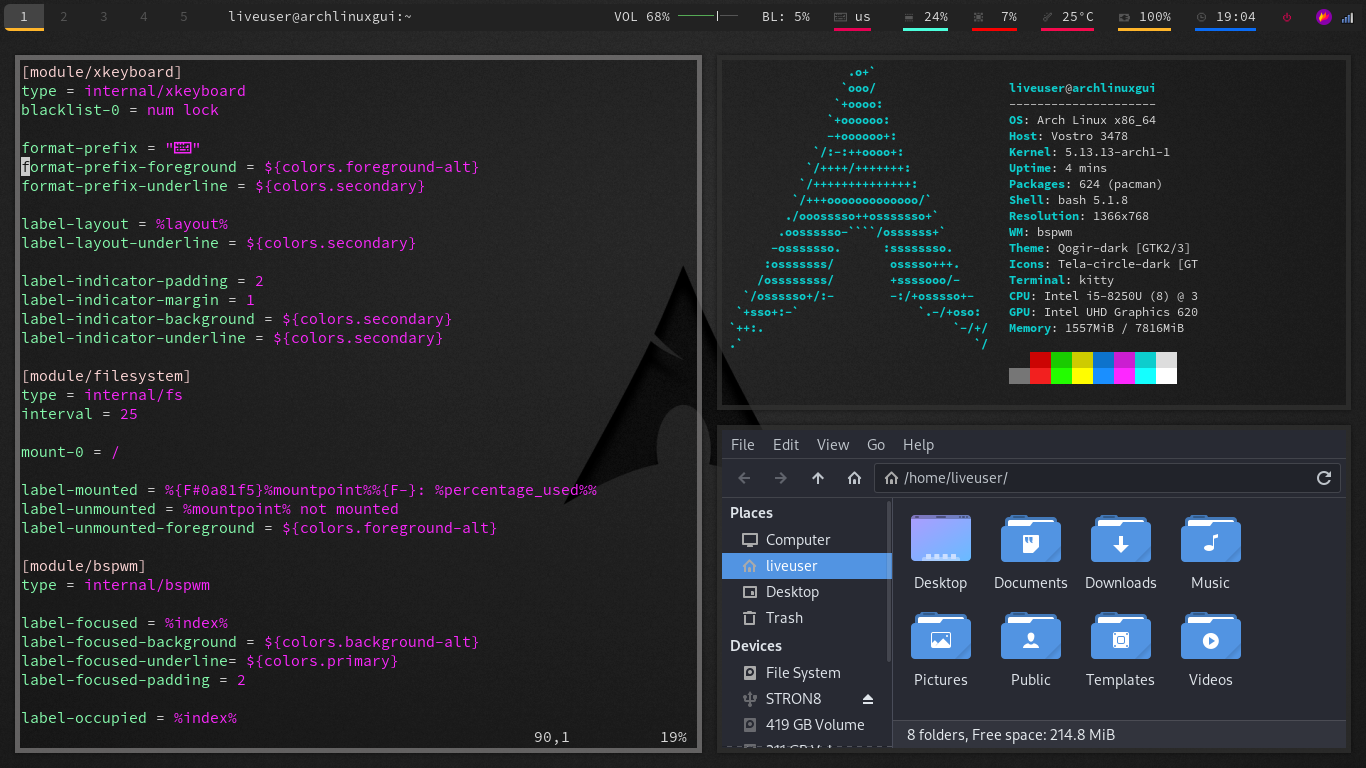 1 2 3 4 5 liveuser@archlinuxgui:~ VOL 68% BL: 5% us 24% 7% 25°C 100% 19:04
[module/xkeyboard]
type = internal/xkeyboard
blacklist-0 = num lock
format-prefix = "⌨"
format-prefix-foreground = ${colors.foreground-alt}
format-prefix-underline = ${colors.secondary}
label-layout = %layout%
label-layout-underline = ${colors.secondary}
label-indicator-padding = 2
label-indicator-margin = 1
label-indicator-background = ${colors.secondary}
label-indicator-underline = ${colors.secondary}
[module/filesystem]
type = internal/fs
interval = 25
mount-0 = /
label-mounted = %{F#0a81f5}%mountpoint%%{F-}: %percentage_used%%
label-unmounted = %mountpoint% not mounted
label-unmounted-foreground = ${colors.foreground-alt}
[module/bspwm]
type = internal/bspwm
label-focused = %index%
label-focused-background = ${colors.background-alt}
label-focused-underline= ${colors.primary}
label-focused-padding = 2
label-occupied = %index%
90,1 19%
liveuser@archlinuxgui
---------------------
OS: Arch Linux x86_64
Host: Vostro 3478
Kernel: 5.13.13-arch1-1
Uptime: 4 mins
Packages: 624 (pacman)
Shell: bash 5.1.8
Resolution: 1366x768
WM: bspwm
Theme: Qogir-dark [GTK2/3]
Icons: Tela-circle-dark [GT
Terminal: kitty
CPU: Intel i5-8250U (8) @ 3
GPU: Intel UHD Graphics 620
Memory: 1557MiB / 7816MiB
File Edit View Go Help
/home/liveuser/
Places
Computer
liveuser
Desktop
Trash
Devices
File System
STRON8
419 GB Volume
Desktop Documents Downloads Music
Pictures Public Templates Videos
8 folders, Free space: 214.8 MiB